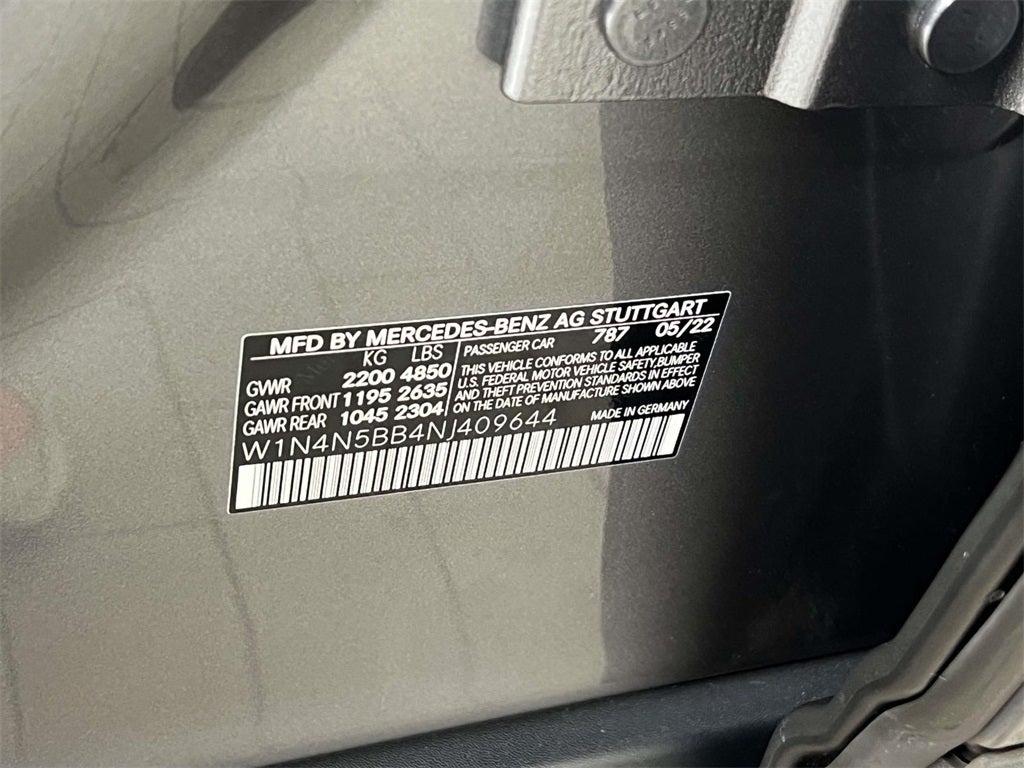 MFD BY MERCEDES-BENZ AG STUTTGART
KG LBS
GVWR 2200 4850
GAWR FRONT 1195 2635
GAWR REAR 1045 2304
PASSENGER CAR 787 05/22
THIS VEHICLE CONFORMS TO ALL APPLICABLE
U.S. FEDERAL MOTOR VEHICLE SAFETY,BUMPER
AND THEFT PREVENTION STANDARDS IN EFFECT
ON THE DATE OF MANUFACTURE SHOWN ABOVE
W1N4N5BB4NJ409644
MADE IN GERMANY